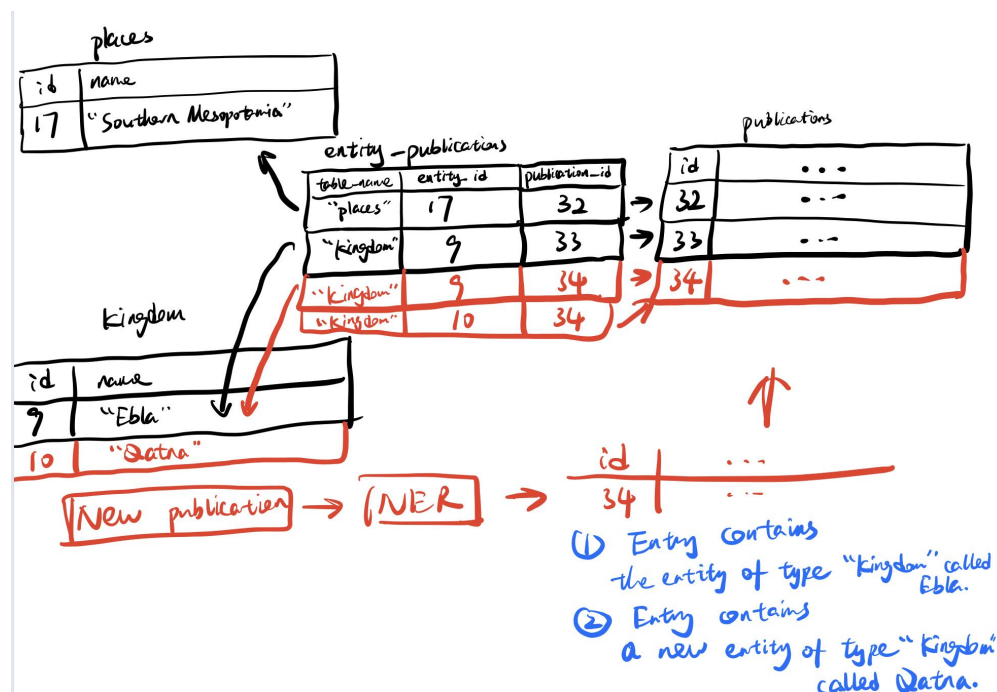 places
id name
17 "Southern Mesopotamia"
entity_publications
table_name entity_id publication_id
"places" 17 32
"kingdom" 9 33
"kingdom" 9 34
"kingdom" 10 34
publications
id ...
32 ...
33 ...
34 ...
kingdom
id name
9 "Ebla"
10 "Qatna"
New publication → NER →
id ...
34 ...
① Entry contains
the entity of type "kingdom" called
Ebla.
② Entry contains
a new entity of type "kingdom"
called Qatna.